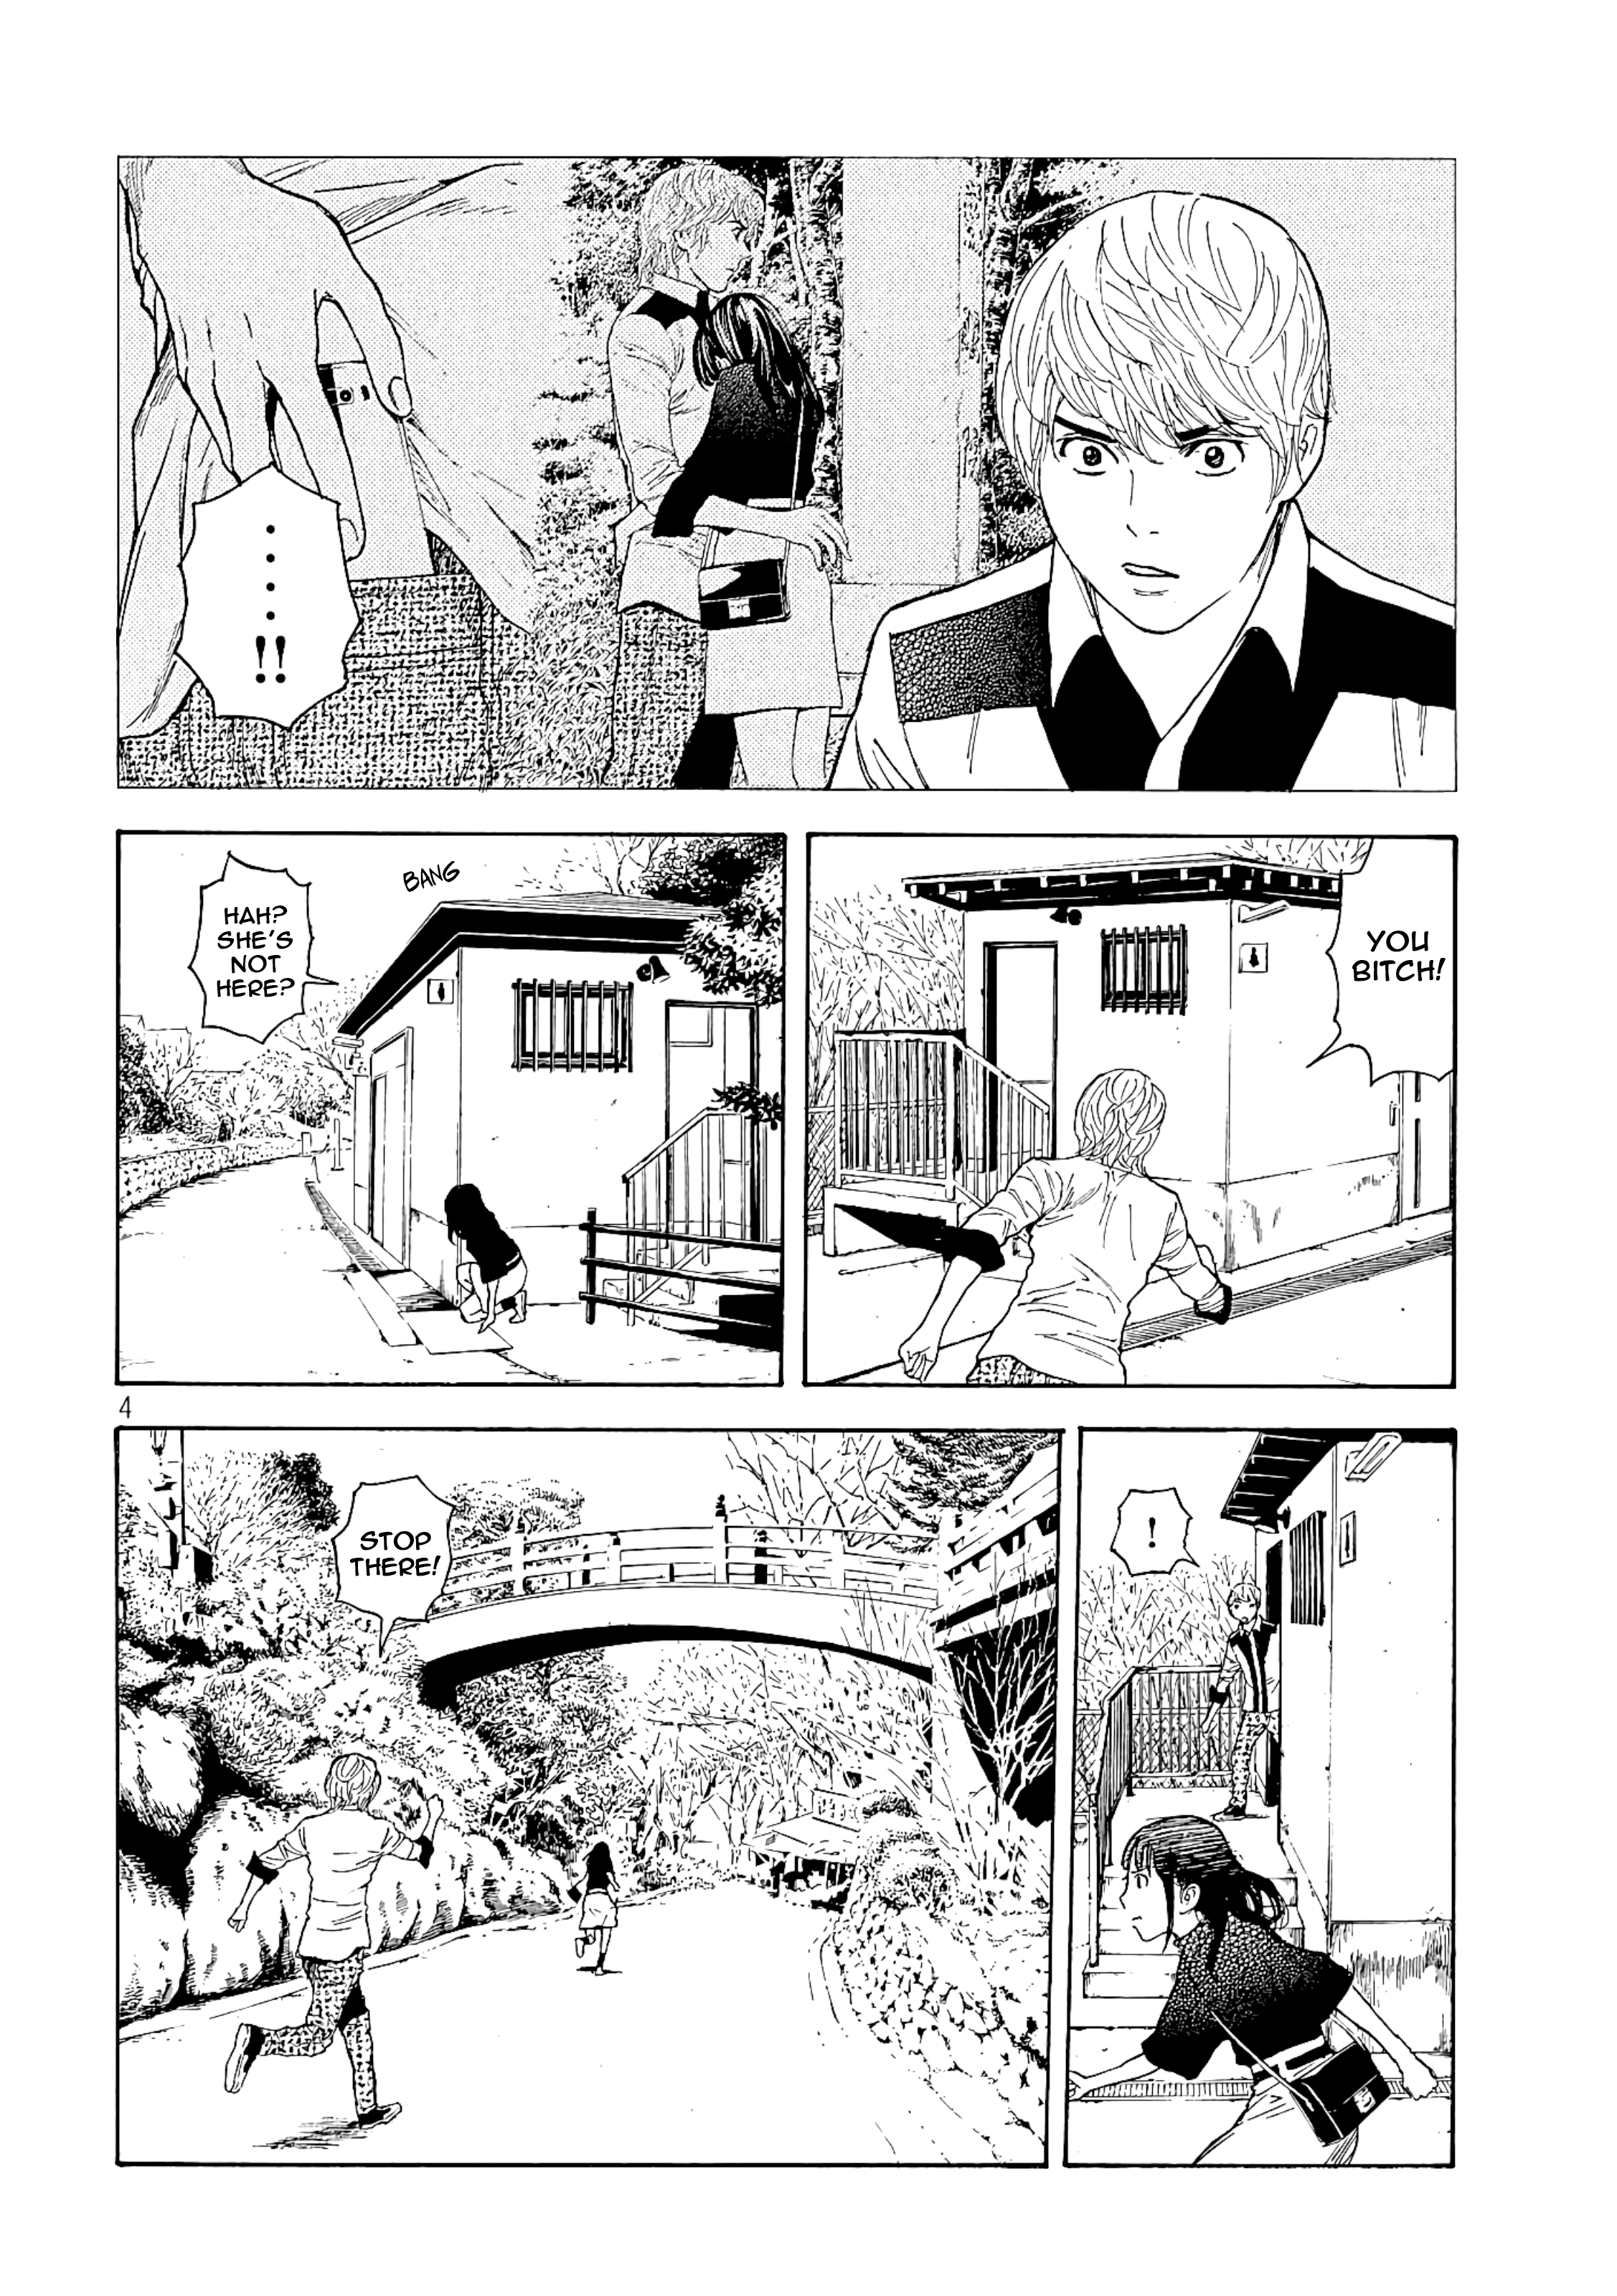 ....!!
YOU
BITCH!
BANG
HAH?
SHE'S
NOT
HERE?
4
!
STOP
THERE!